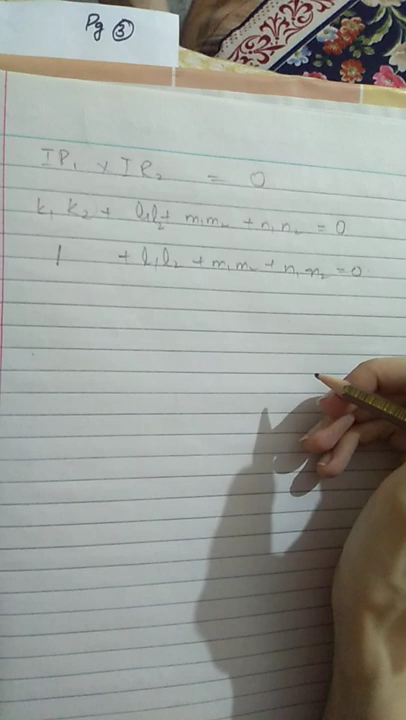 Pg ③
IP₁ × IP₂ = 0
k₁ k₂ + l₁l₂ + m₁m₂ + n₁n₂ = 0
1 + l₁l₂ + m₁m₂ + n₁n₂ = 0